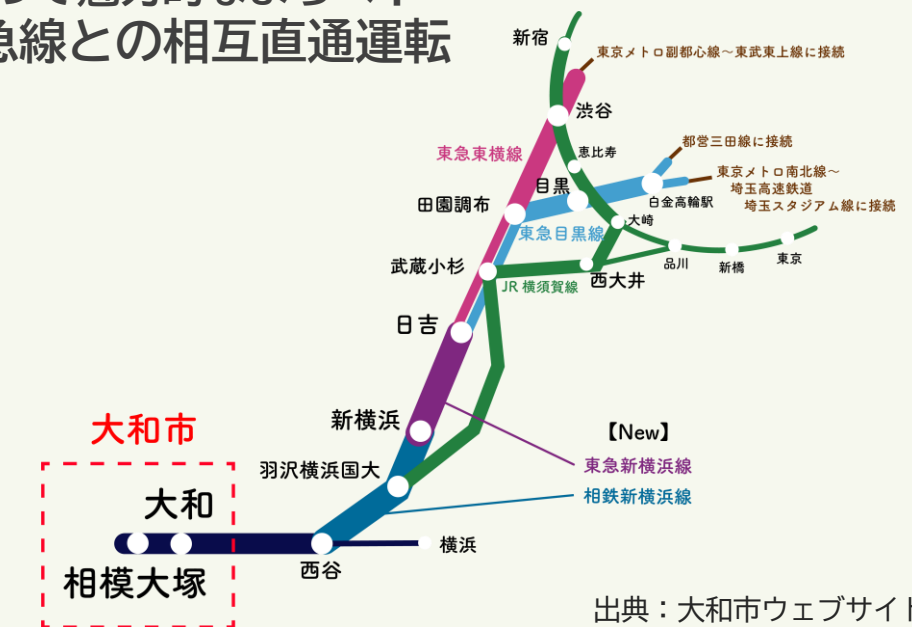 急線との相互直通運転
新宿
東京メトロ副都心線～東武東上線に接続
渋谷
東急東横線
恵比寿
都営三田線に接続
目黒
東京メトロ南北線～
埼玉高速鉄道
埼玉スタジアム線に接続
白金高輪駅
田園調布
大崎
東急目黒線
武蔵小杉
品川
新橋
東京
西大井
JR 横須賀線
日吉
新横浜
【New】
大和市
羽沢横浜国大
東急新横浜線
相鉄新横浜線
大和
横浜
西谷
相模大塚
出典：大和市ウェブサイト